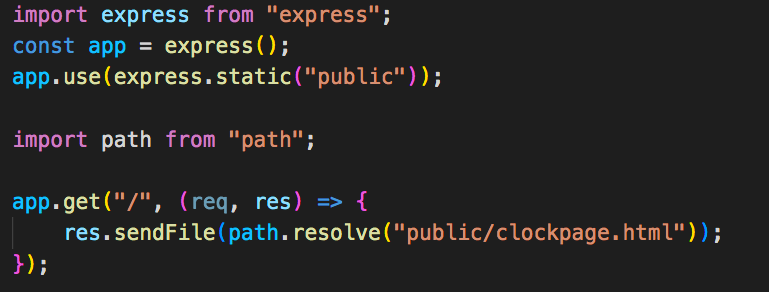 import express from "express";
const app = express();
app.use(express.static("public"));
import path from "path";
app.get("/", (req, res) => {
    res.sendFile(path.resolve("public/clockpage.html"));
});